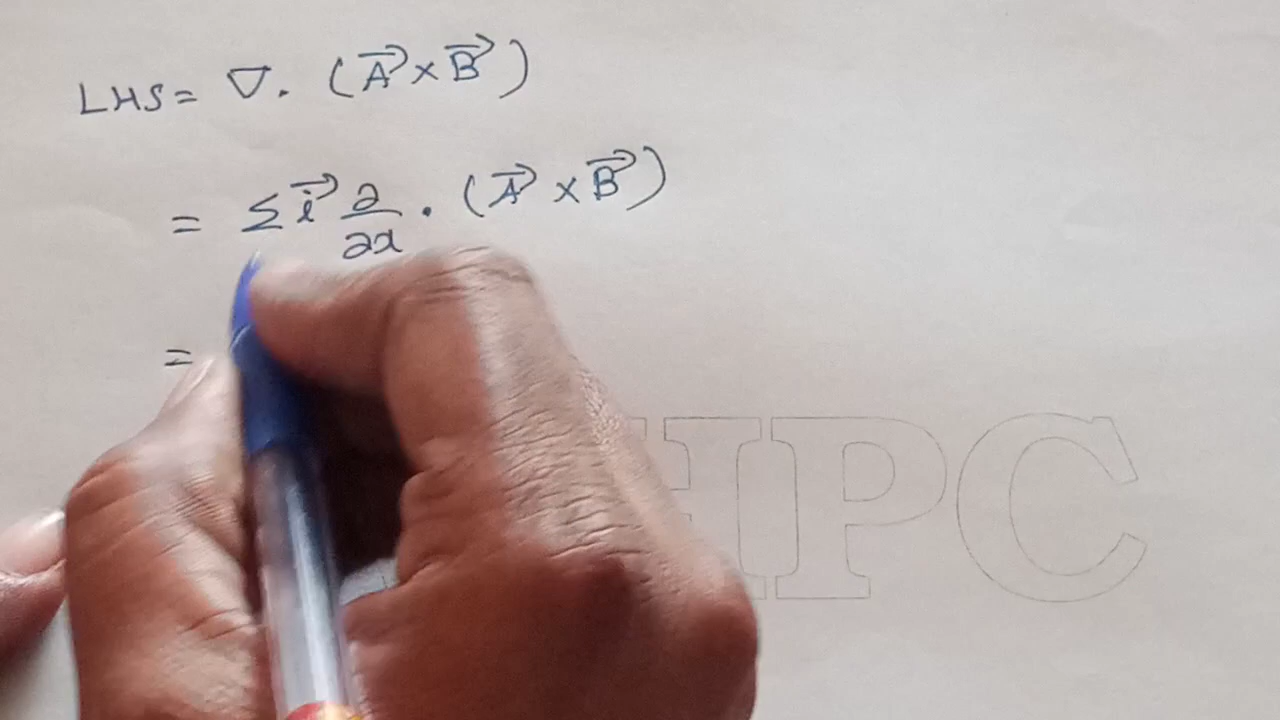 LHS = ∇ . (A⃗ × B⃗)
= Σ i⃗ ∂/∂x . (A⃗ × B⃗)
=
HPC